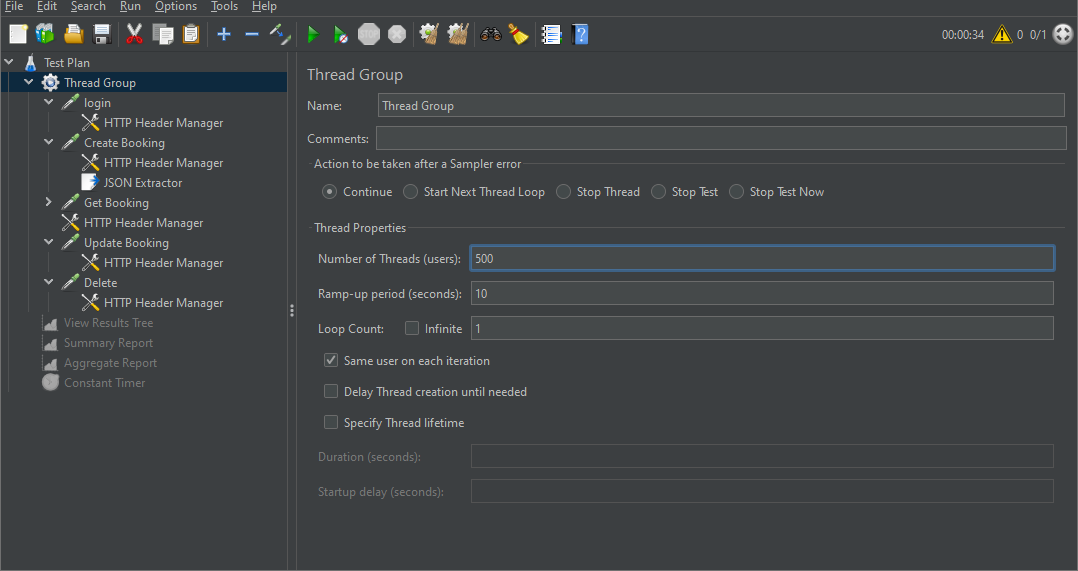 File Edit Search Run Options Tools Help
STOP 00:00:34 0 0/1
Test Plan
Thread Group
login
HTTP Header Manager
Create Booking
HTTP Header Manager
JSON Extractor
Get Booking
HTTP Header Manager
Update Booking
HTTP Header Manager
Delete
HTTP Header Manager
View Results Tree
Summary Report
Aggregate Report
Constant Timer
Thread Group
Name: Thread Group
Comments:
Action to be taken after a Sampler error
Continue Start Next Thread Loop Stop Thread Stop Test Stop Test Now
Thread Properties
Number of Threads (users): 500
Ramp-up period (seconds): 10
Loop Count: Infinite 1
Same user on each iteration
Delay Thread creation until needed
Specify Thread lifetime
Duration (seconds):
Startup delay (seconds):